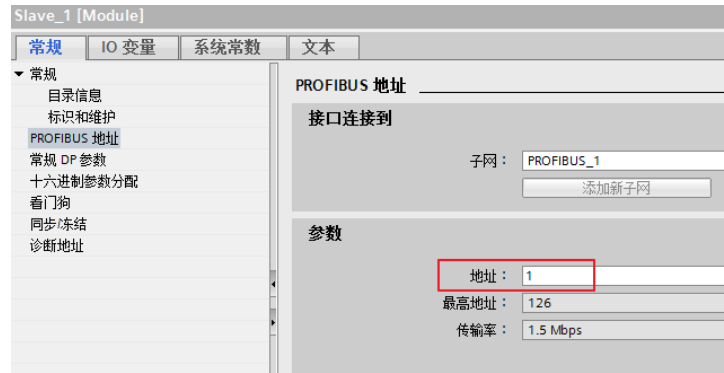 Slave_1 [Module]
常规 IO 变量 系统常数 文本
常规
目录信息
标识和维护
PROFIBUS 地址
常规 DP 参数
十六进制参数分配
看门狗
同步/冻结
诊断地址
PROFIBUS 地址
接口连接到
子网： PROFIBUS_1
添加新子网
参数
地址： 1
最高地址： 126
传输率： 1.5 Mbps